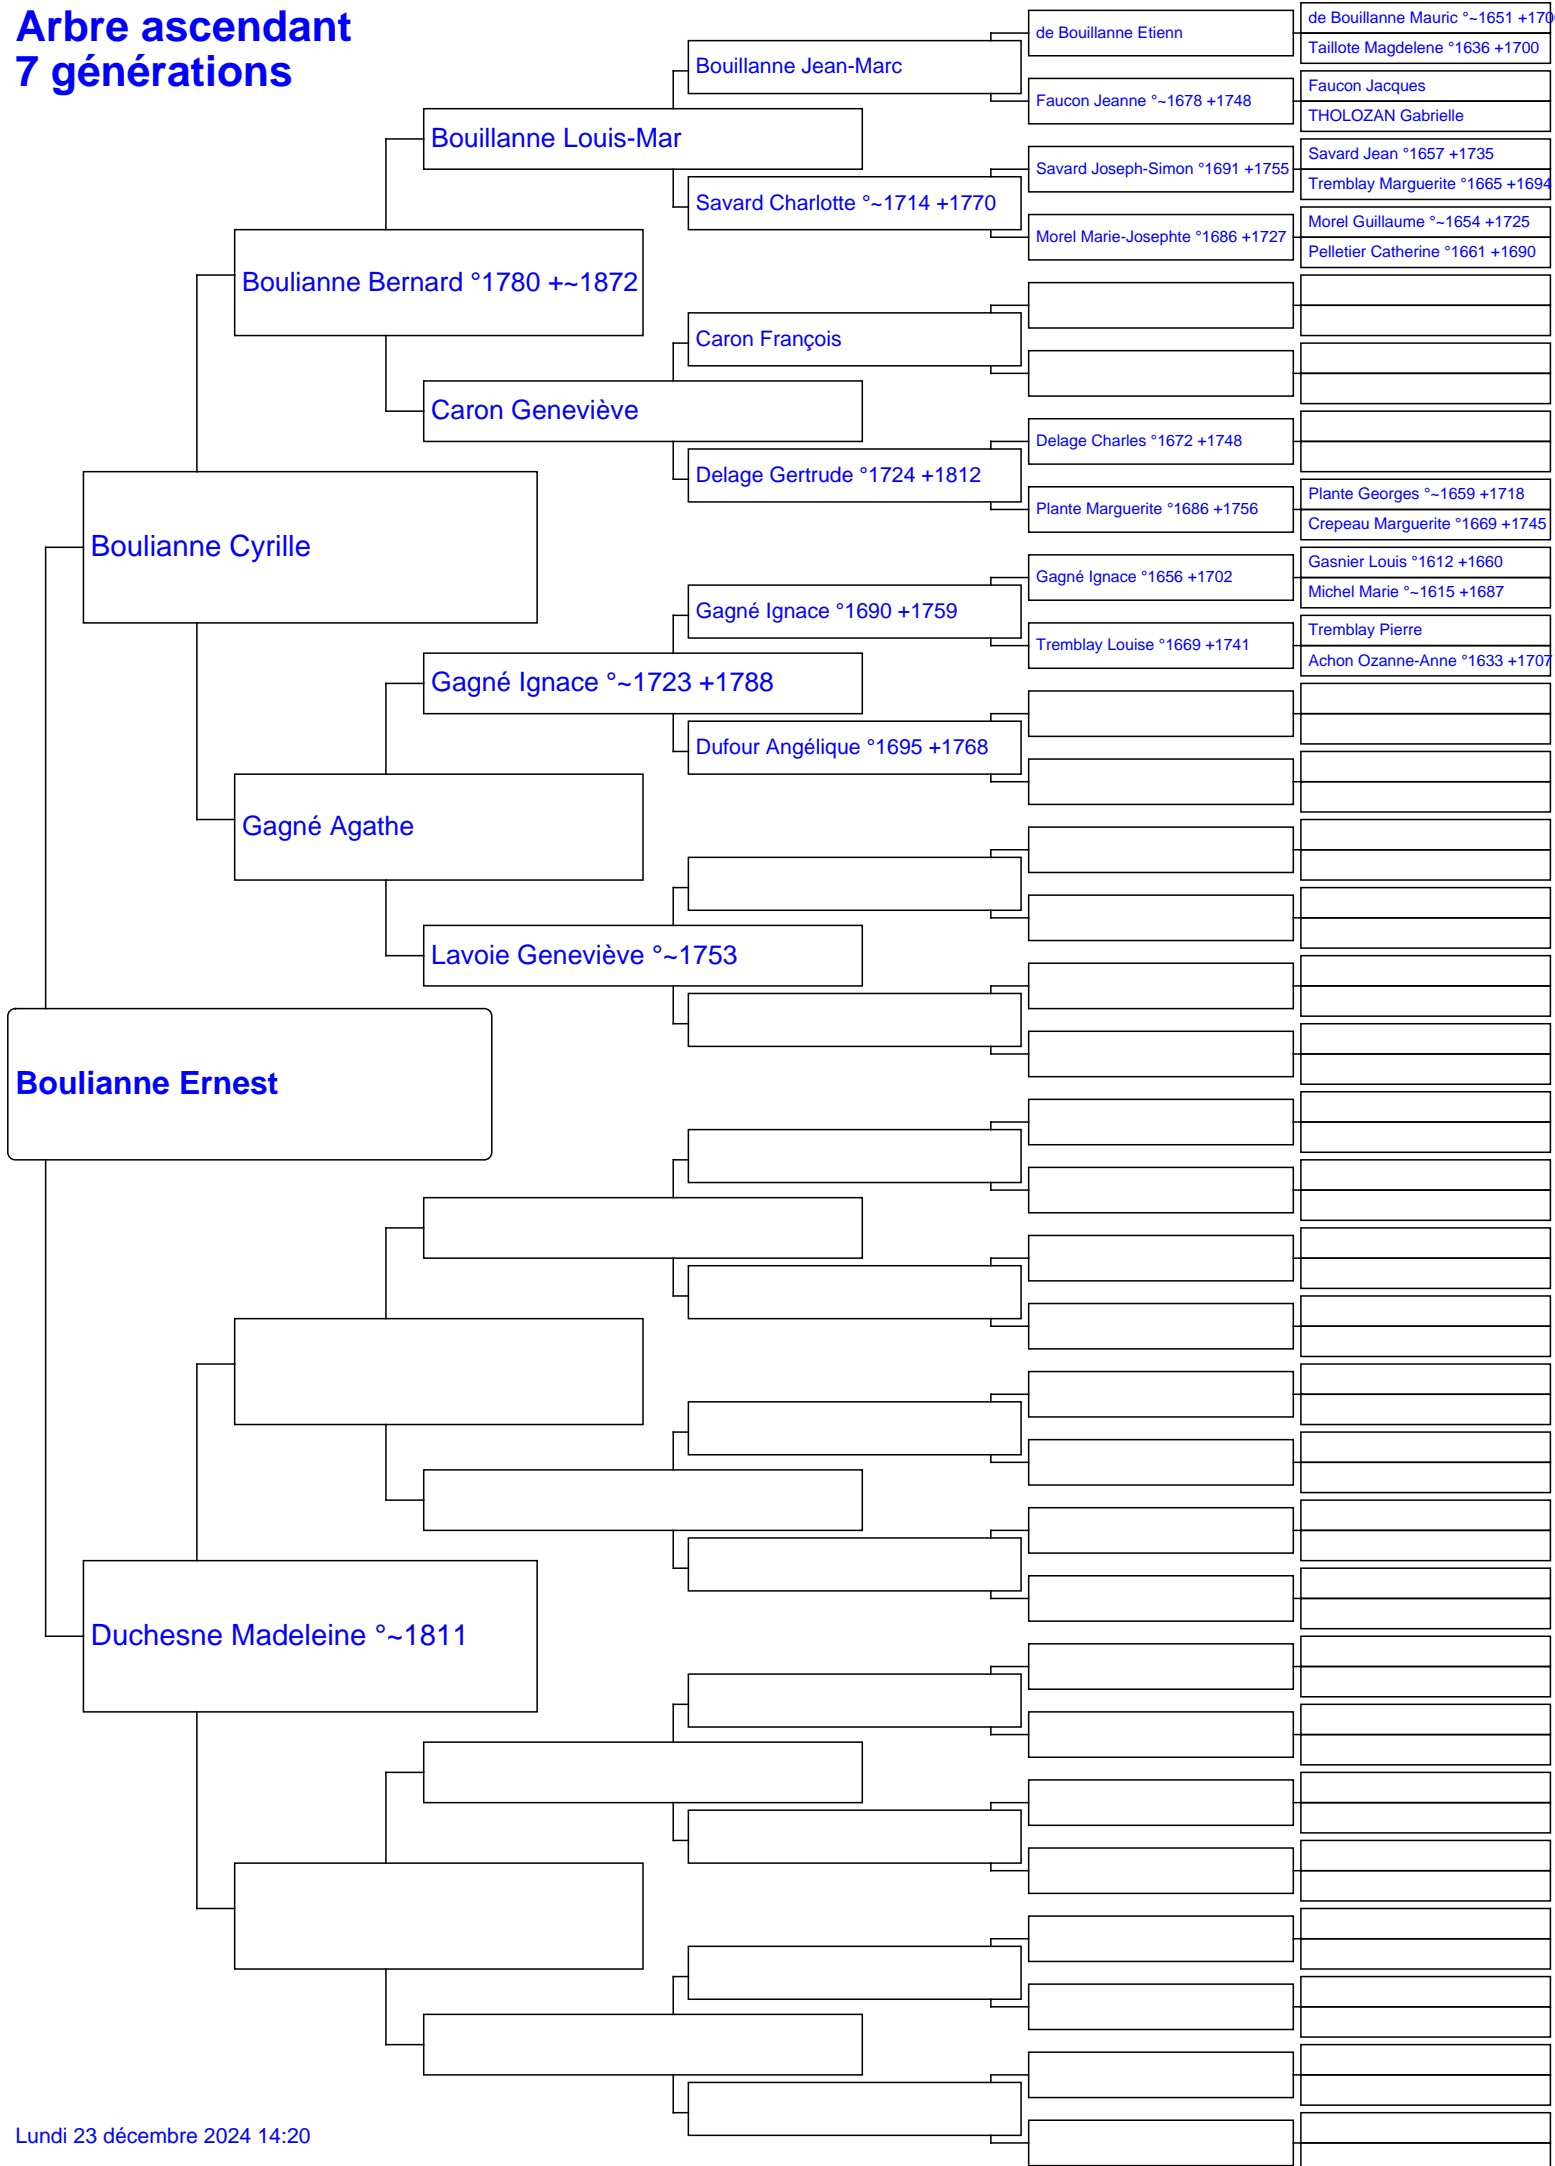 Arbre ascendant
7 générations
de Bouillanne Mauric °~1651 +170
de Bouillanne Etienn
Taillote Magdelene °1636 +1700
Bouillanne Jean-Marc
Faucon Jacques
Faucon Jeanne °~1678 +1748
THOLOZAN Gabrielle
Bouillanne Louis-Mar
Savard Jean °1657 +1735
Savard Joseph-Simon °1691 +1755
Tremblay Marguerite °1665 +1694
Savard Charlotte °~1714 +1770
Morel Guillaume °~1654 +1725
Morel Marie-Josephte °1686 +1727
Pelletier Catherine °1661 +1690
Boulianne Bernard °1780 +~1872
Caron François
Caron Geneviève
Delage Charles °1672 +1748
Delage Gertrude °1724 +1812
Plante Georges °~1659 +1718
Plante Marguerite °1686 +1756
Crepeau Marguerite °1669 +1745
Boulianne Cyrille
Gasnier Louis °1612 +1660
Gagné Ignace °1656 +1702
Michel Marie °~1615 +1687
Gagné Ignace °1690 +1759
Tremblay Pierre
Tremblay Louise °1669 +1741
Achon Ozanne-Anne °1633 +1707
Gagné Ignace °~1723 +1788
Dufour Angélique °1695 +1768
Gagné Agathe
Lavoie Geneviève °~1753
Boulianne Ernest
Duchesne Madeleine °~1811
Lundi 23 décembre 2024 14:20